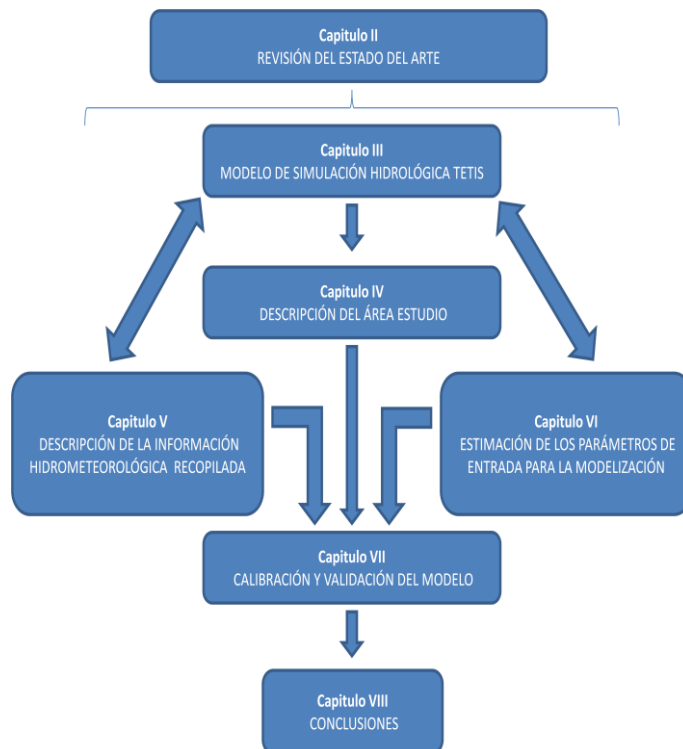 Capitulo II
REVISIÓN DEL ESTADO DEL ARTE
Capitulo III
MODELO DE SIMULACIÓN HIDROLÓGICA TETIS
Capitulo IV
DESCRIPCIÓN DEL ÁREA ESTUDIO
Capitulo V
DESCRIPCIÓN DE LA INFORMACIÓN
HIDROMETEOROLÓGICA RECOPILADA
Capitulo VI
ESTIMACIÓN DE LOS PARÁMETROS DE
ENTRADA PARA LA MODELIZACIÓN
Capitulo VII
CALIBRACIÓN Y VALIDACIÓN DEL MODELO
Capitulo VIII
CONCLUSIONES